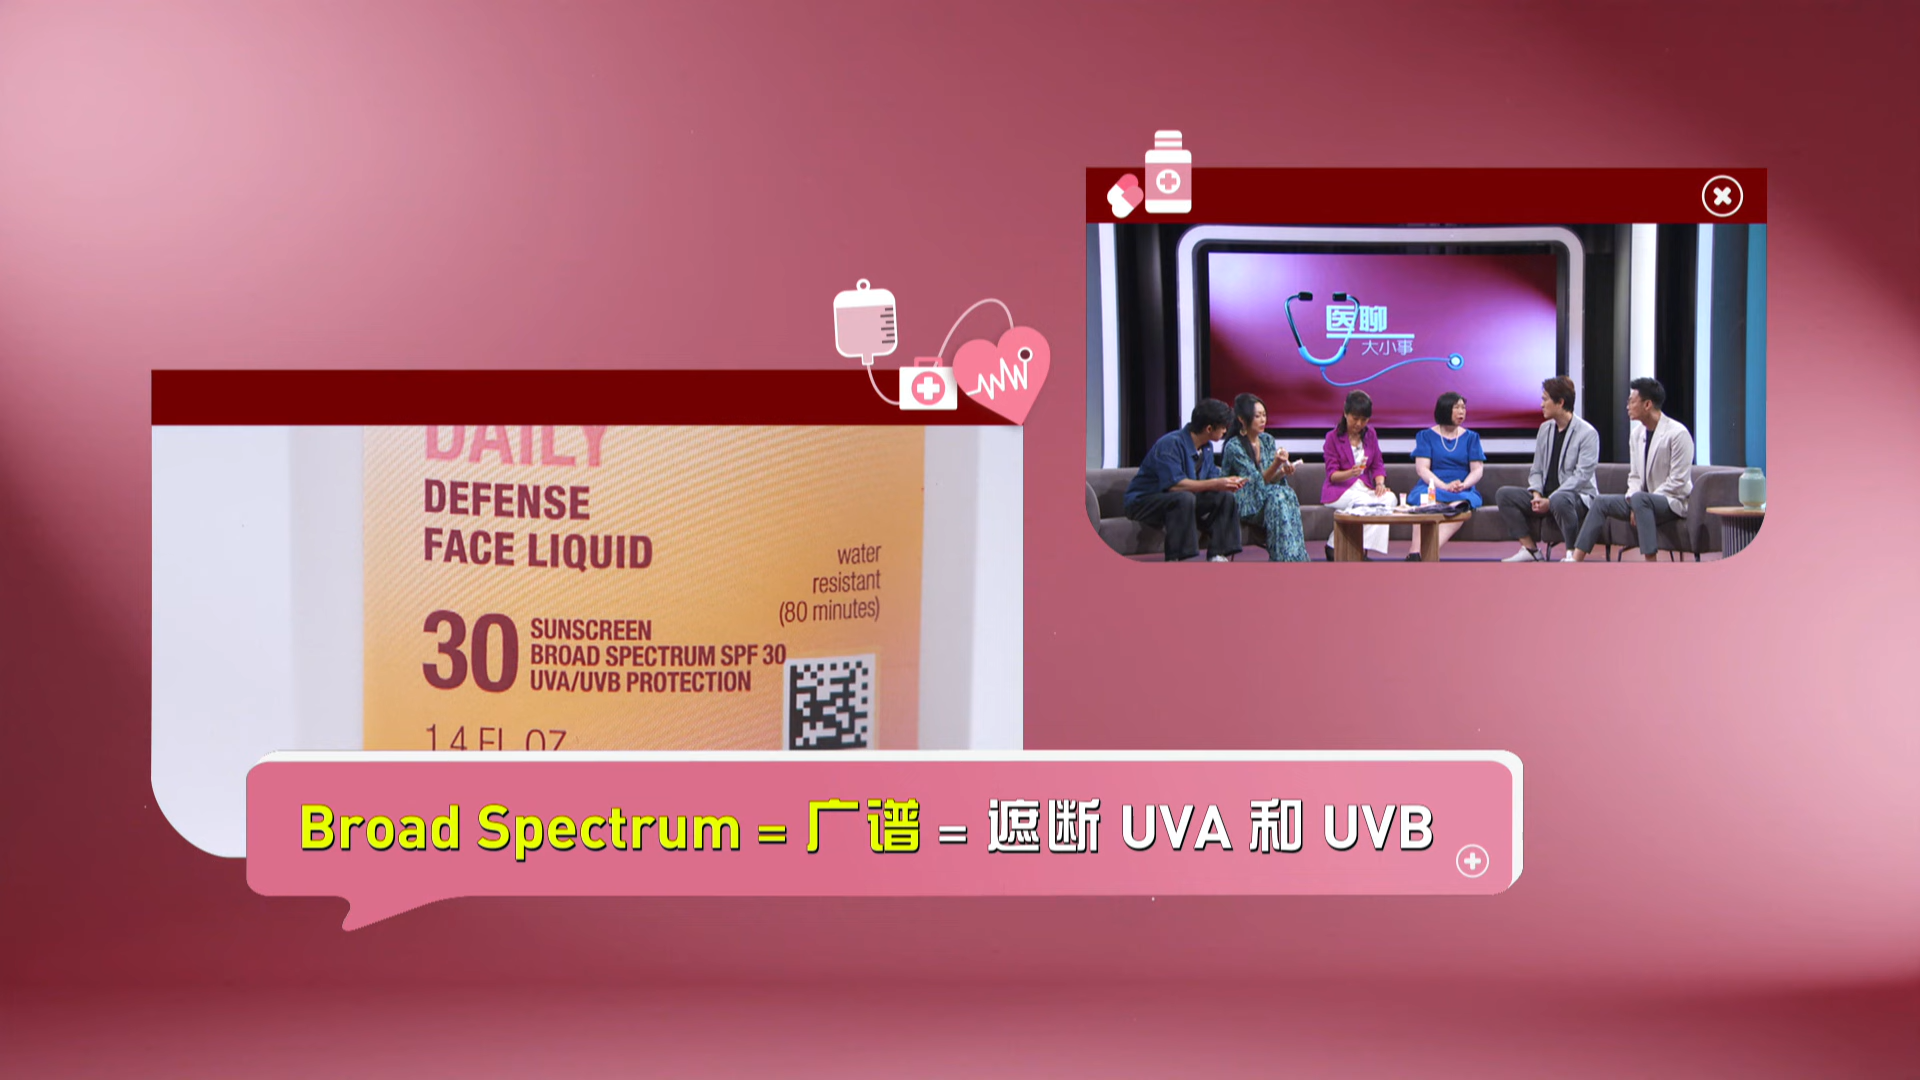 DAILY
DEFENSE
FACE LIQUID
water
resistant
(80 minutes)
30
SUNSCREEN
BROAD SPECTRUM SPF 30
UVA/UVB PROTECTION
1.4 FL OZ
医聊
大小事
Broad Spectrum = 广谱 = 遮断 UVA 和 UVB